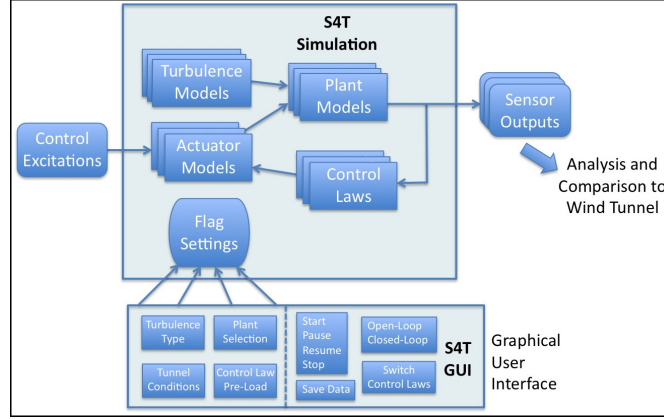 S4T
Simulation
Turbulence
Models
Plant
Models
Sensor
Outputs
Control
Excitations
Actuator
Models
Control
Laws
Analysis and
Comparison to
Wind Tunnel
Flag
Settings
Turbulence
Type
Plant
Selection
Tunnel
Conditions
Control Law
Pre-Load
Start
Pause
Resume
Stop
Open-Loop
Closed-Loop
Save Data
Switch
Control Laws
S4T
GUI
Graphical
User
Interface